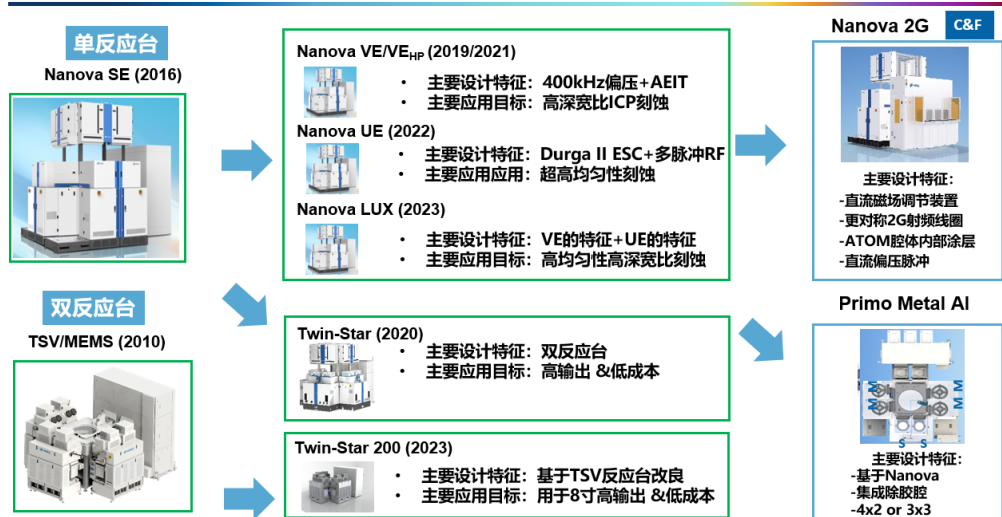 单反应台
Nanova SE (2016)
双反应台
TSV/MEMS (2010)
Nanova VE/VEHP (2019/2021)
• 主要设计特征：400kHz偏压+AEIT
• 主要应用目标：高深宽比ICP刻蚀
Nanova UE (2022)
• 主要设计特征：Durga II ESC+多脉冲RF
• 主要应用应用：超高均匀性刻蚀
Nanova LUX (2023)
• 主要设计特征：VE的特征+UE的特征
• 主要应用目标：高均匀性高深宽比刻蚀
Twin-Star (2020)
• 主要设计特征：双反应台
• 主要应用目标：高输出 &低成本
Twin-Star 200 (2023)
• 主要设计特征：基于TSV反应台改良
• 主要应用目标：用于8寸高输出 &低成本
Nanova 2G
C&F
主要设计特征：
-直流磁场调节装置
-更对称2G射频线圈
-ATOM腔体内部涂层
-直流偏压脉冲
Primo Metal Al
M
M
M
M
S
S
主要设计特征：
-基于Nanova
-集成除胶腔
-4x2 or 3x3